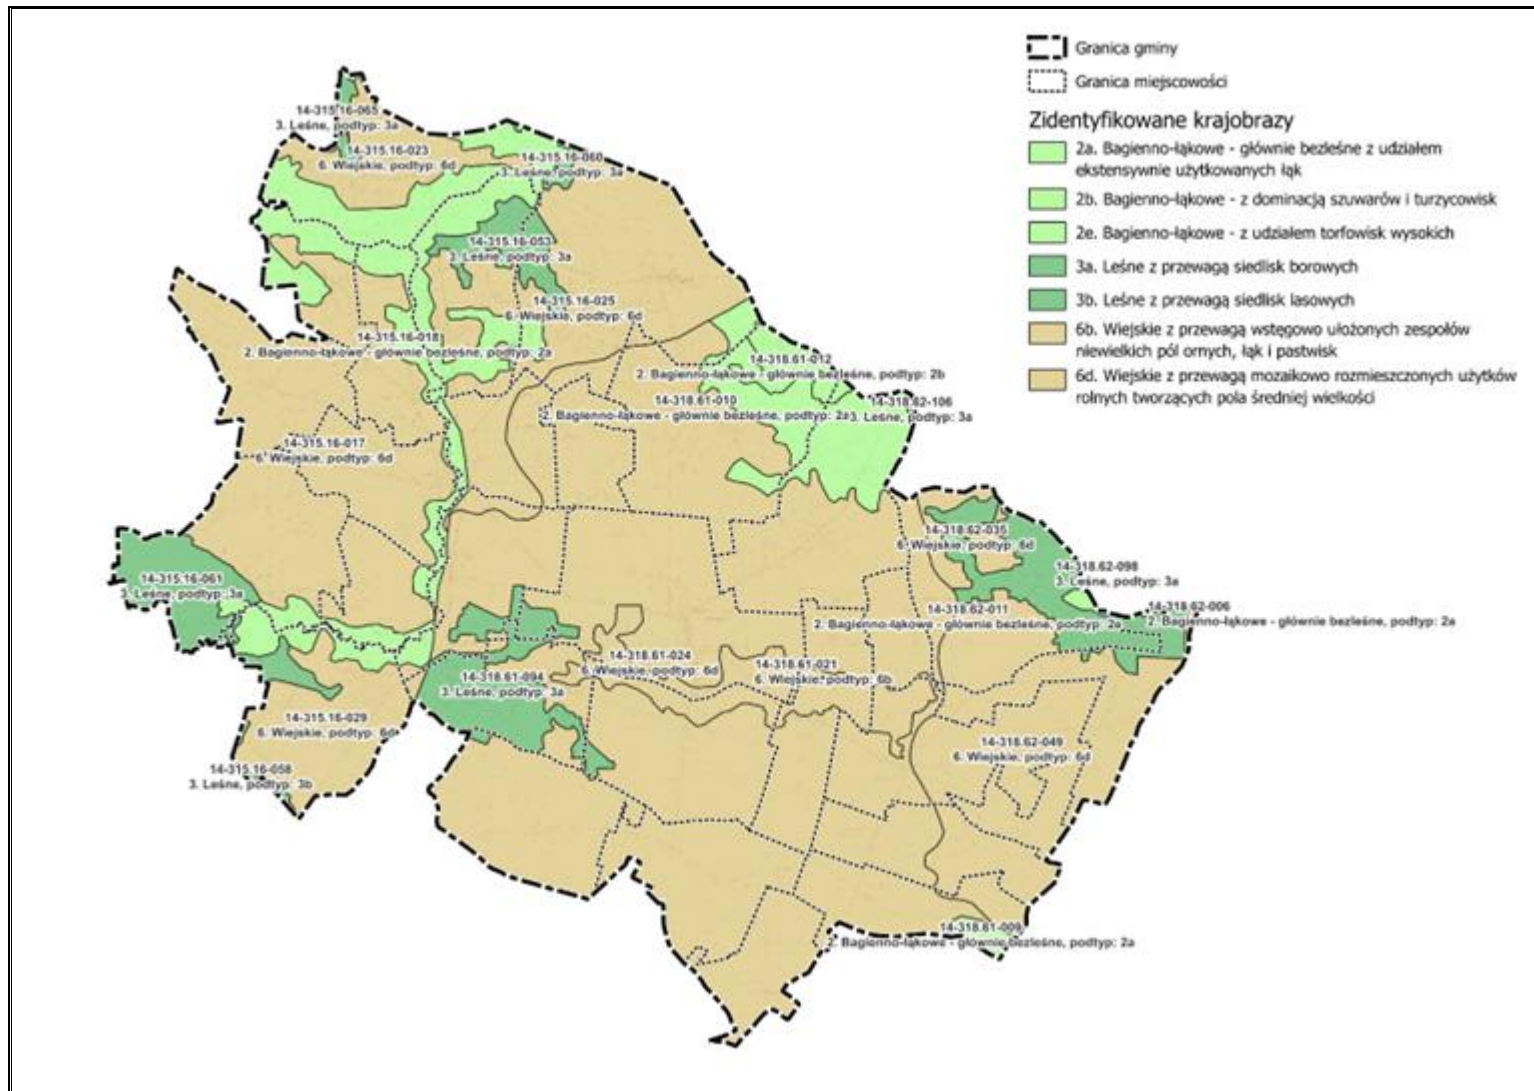 Granica gminy
Granica miejscowości
Zidentyfikowane krajobrazy
2a. Bagienno-łąkowe - głównie bezleśne z udziałem
ekstensywnie użytkowanych łąk
2b. Bagienno-łąkowe - z dominacją szuwarów i turzycowisk
2e. Bagienno-łąkowe - z udziałem torfowisk wysokich
3a. Leśne z przewagą siedlisk borowych
3b. Leśne z przewagą siedlisk lasowych
6b. Wiejskie z przewagą wstęgowo ułożonych zespołów
niewielkich pól ornych, łąk i pastwisk
6d. Wiejskie z przewagą mozaikowo rozmieszczonych użytków
rolnych tworzących pola średniej wielkości
14-315.16-065
3. Leśne, podtyp: 3a
14-315.16-023
6. Wiejskie, podtyp: 6d
14-315.16-060
3. Leśne, podtyp: 3a
14-315.16-053
3. Leśne, podtyp: 3a
14-315.16-025
6. Wiejskie, podtyp: 6d
14-315.16-018
2. Bagienno-łąkowe - głównie bezleśne, podtyp: 2a
14-318.61-012
2. Bagienno-łąkowe - głównie bezleśne, podtyp: 2b
14-318.61-010
2. Bagienno-łąkowe - głównie bezleśne, podtyp: 2a
14-318.62-106
3. Leśne, podtyp: 3a
14-315.16-017
6. Wiejskie, podtyp: 6d
14-318.62-035
6. Wiejskie, podtyp: 6d
14-318.62-098
3. Leśne, podtyp: 3a
14-315.16-061
3. Leśne, podtyp: 3a
14-318.62-011
2. Bagienno-łąkowe - głównie bezleśne, podtyp: 2a
14-318.62-006
2. Bagienno-łąkowe - głównie bezleśne, podtyp: 2a
14-318.61-024
6. Wiejskie, podtyp: 6d
14-318.61-021
6. Wiejskie, podtyp: 6b
14-318.61-094
3. Leśne, podtyp: 3a
14-315.16-029
6. Wiejskie, podtyp: 6d
14-318.62-049
6. Wiejskie, podtyp: 6d
14-315.16-058
3. Leśne, podtyp: 3b
14-318.61-009
2. Bagienno-łąkowe - głównie bezleśne, podtyp: 2a